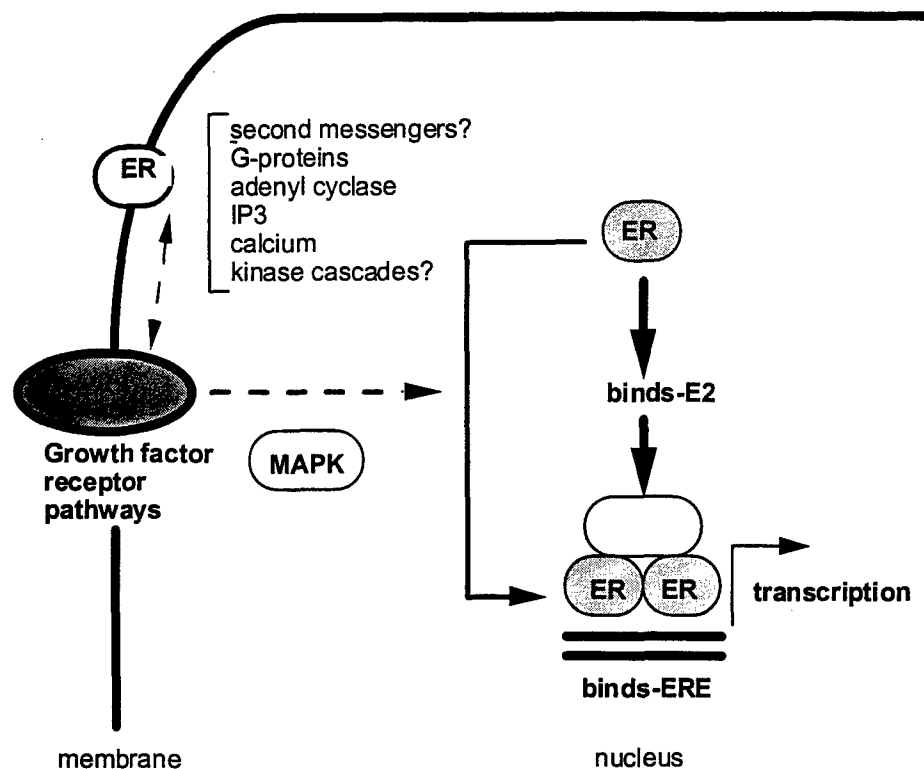 second messengers?
G-proteins
adenyl cyclase
IP3
calcium
kinase cascades?
ER
ER
binds-E2
Growth factor
receptor
pathways
MAPK
ER ER
transcription
binds-ERE
membrane
nucleus